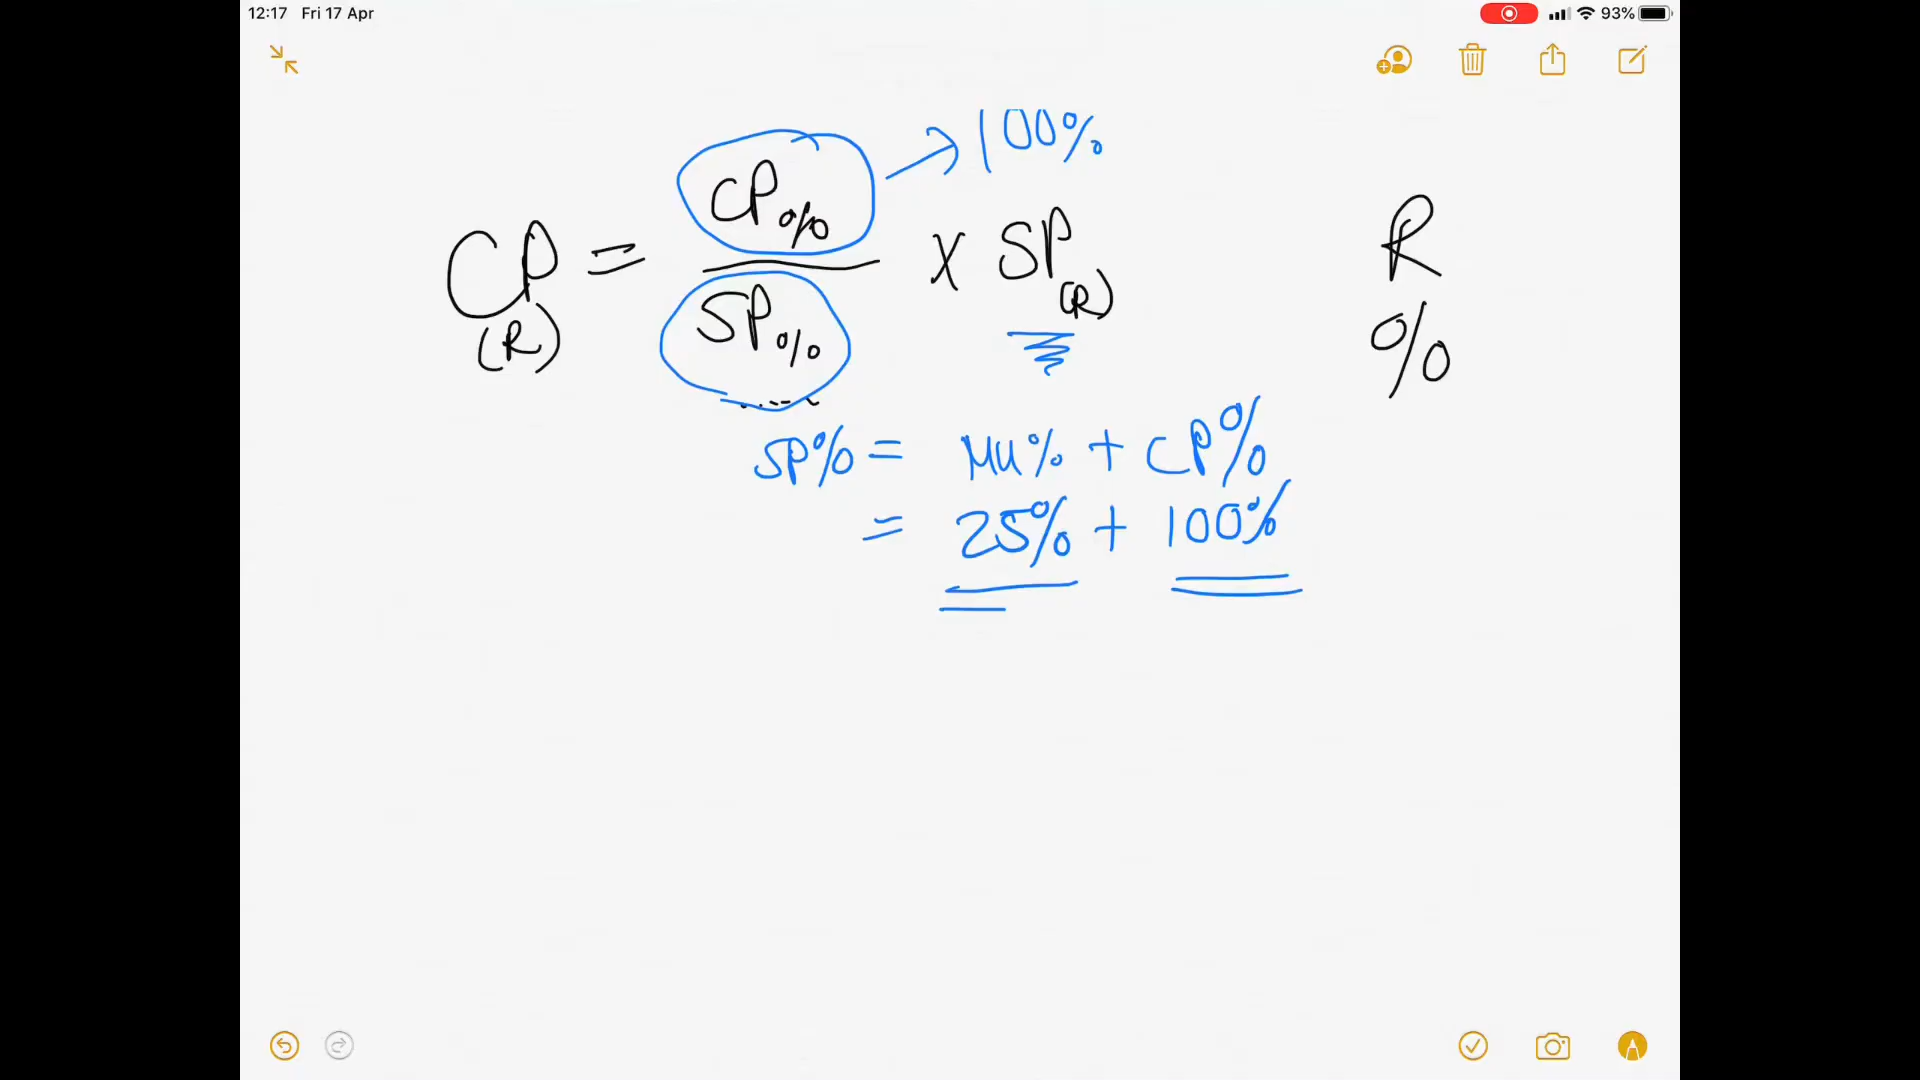 12:17 Fri 17 Apr 93%
100%
CP%
CP = × SP R
(R) (R)
SP% %
SP% = MU% + CP%
= 25% + 100%